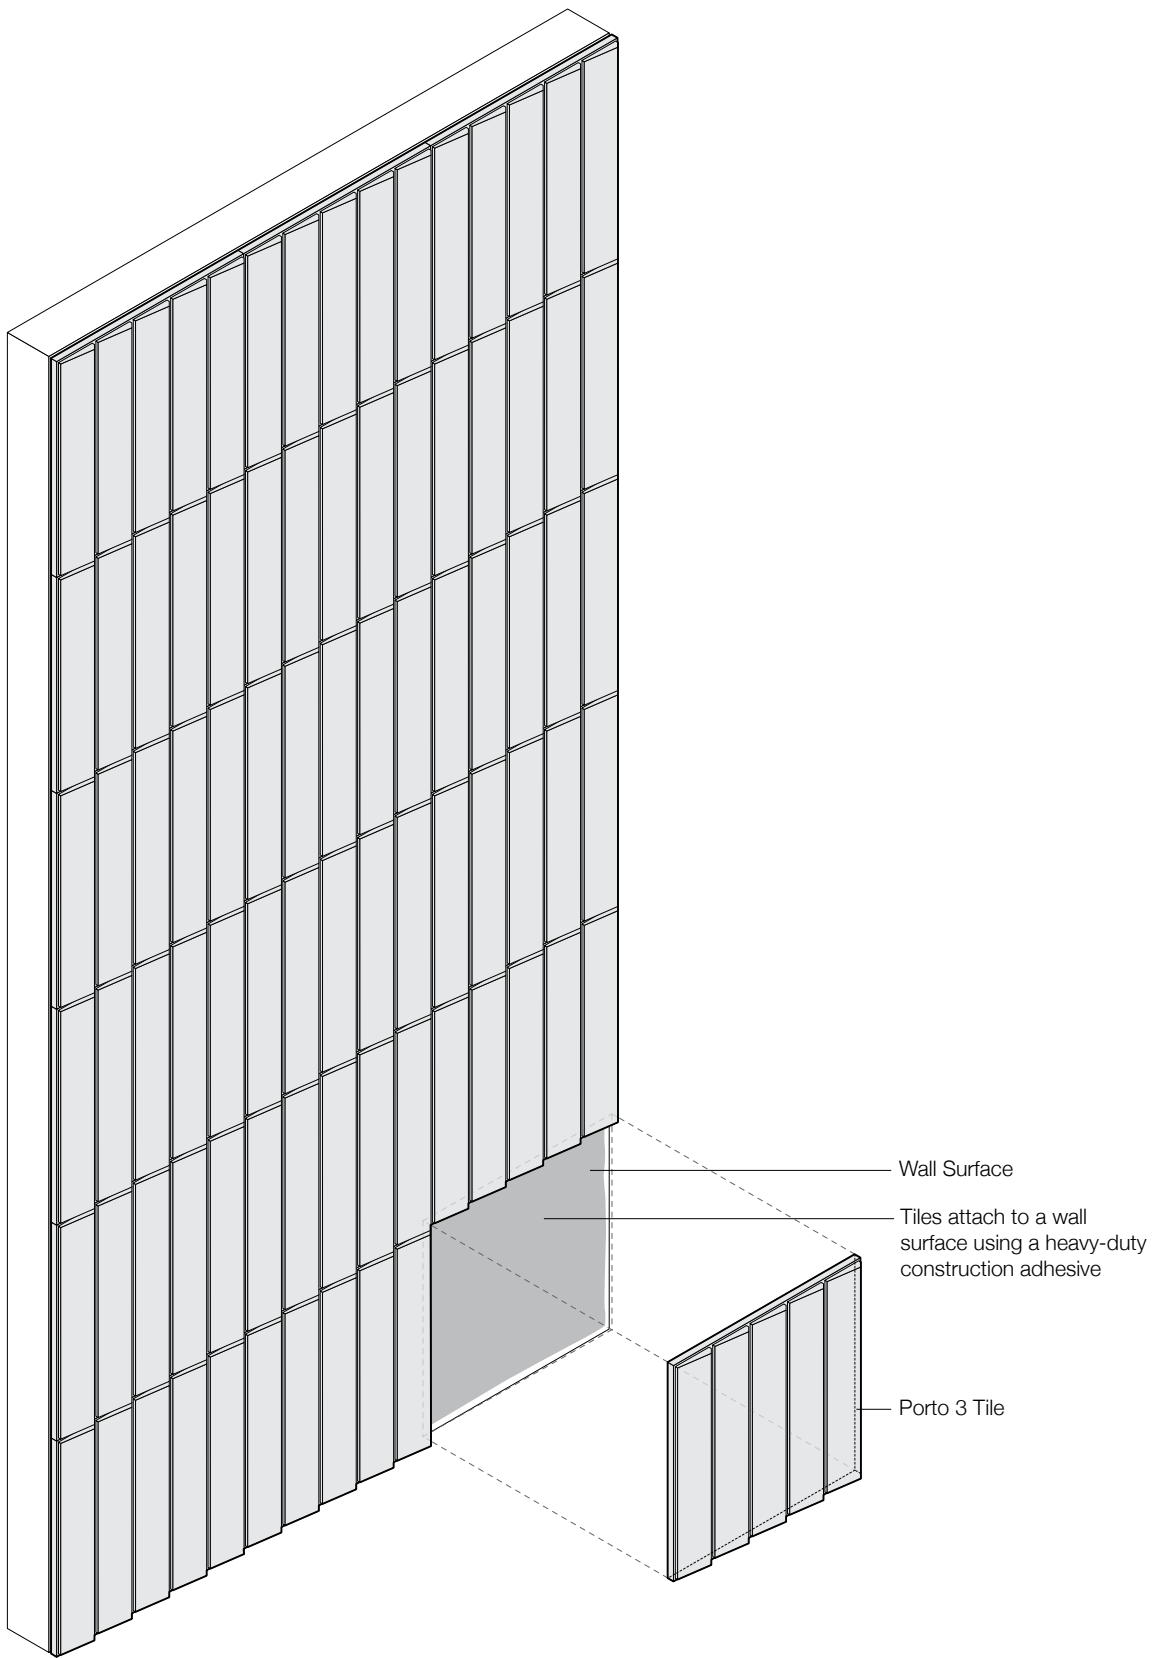 Wall Surface
Tiles attach to a wall
surface using a heavy-duty
construction adhesive
Porto 3 Tile